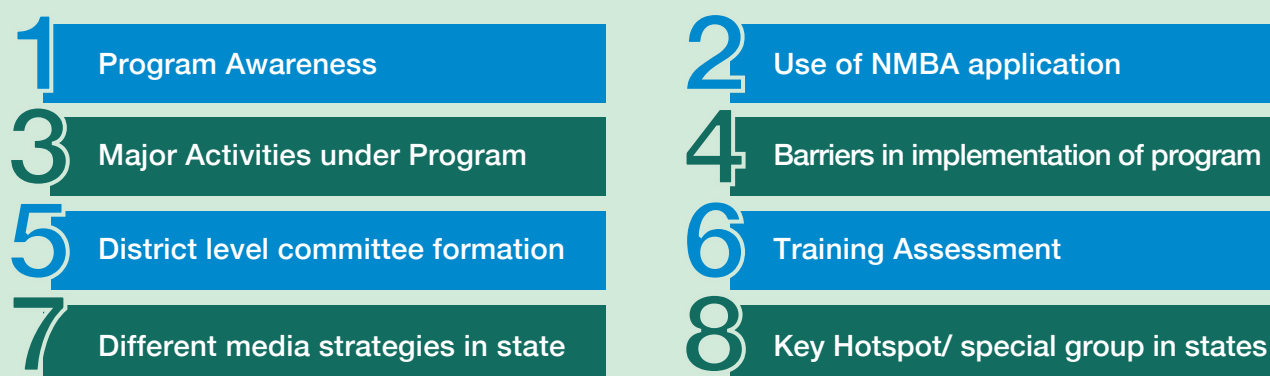 1 Program Awareness
2 Use of NMBA application
3 Major Activities under Program
4 Barriers in implementation of program
5 District level committee formation
6 Training Assessment
7 Different media strategies in state
8 Key Hotspot/ special group in states